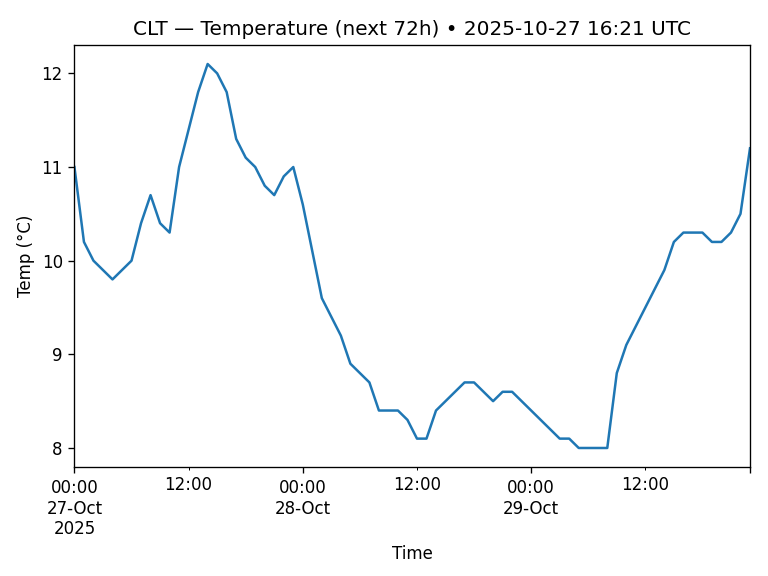 CLT — Temperature (next 72h) • 2025-10-27 16:21 UTC
Temp (°C)
12
11
10
9
8
00:00 12:00 00:00 12:00 00:00 12:00
27-Oct 28-Oct 29-Oct
2025
Time